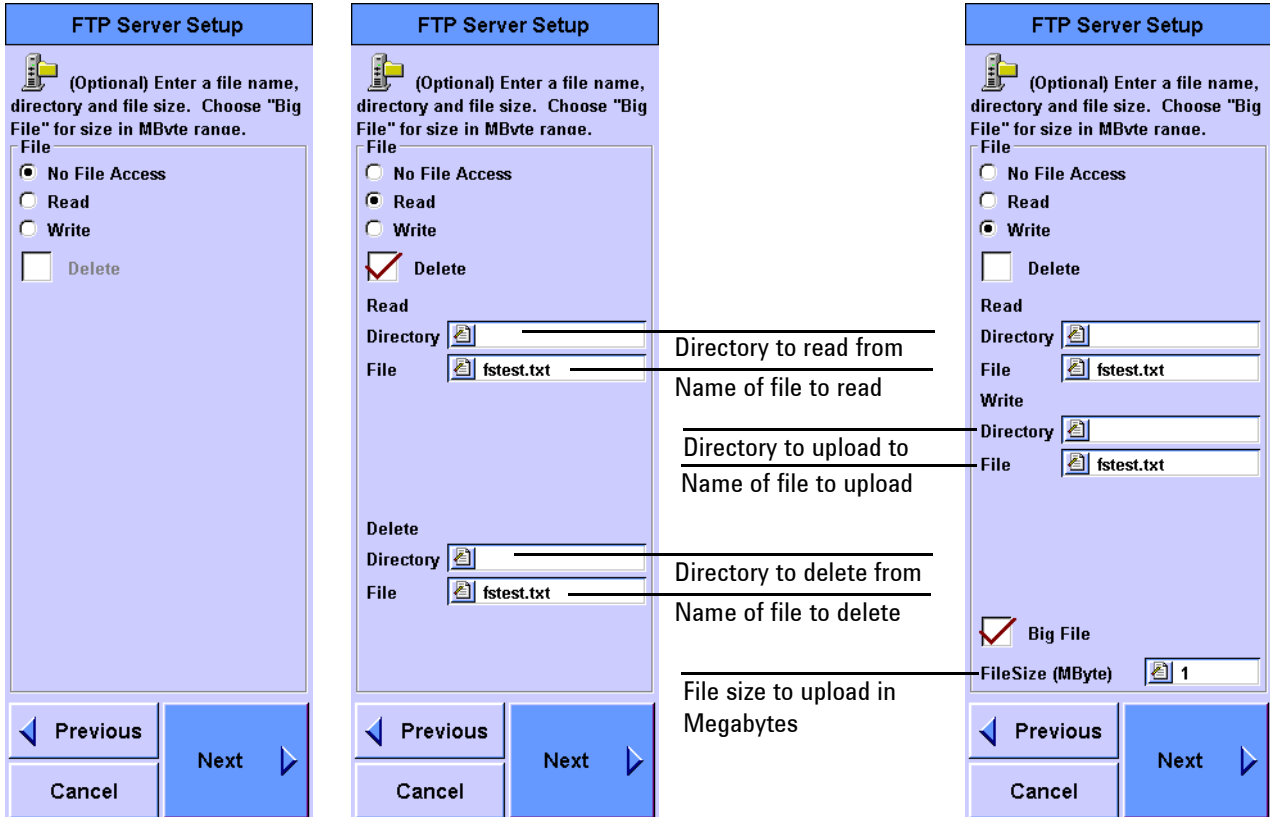 FTP Server Setup
(Optional) Enter a file name,
directory and file size. Choose "Big
File" for size in MByte range.
File
No File Access
Read
Write
Delete
Previous
Next
Cancel
FTP Server Setup
(Optional) Enter a file name,
directory and file size. Choose "Big
File" for size in MByte range.
File
No File Access
Read
Write
Delete
Read
Directory
File fstest.txt
Delete
Directory
File fstest.txt
Previous
Next
Cancel
Directory to read from
Name of file to read
Directory to upload to
Name of file to upload
Directory to delete from
Name of file to delete
File size to upload in
Megabytes
FTP Server Setup
(Optional) Enter a file name,
directory and file size. Choose "Big
File" for size in MByte range.
File
No File Access
Read
Write
Delete
Read
Directory
File fstest.txt
Write
Directory
File fstest.txt
Big File
FileSize (MByte) 1
Previous
Next
Cancel